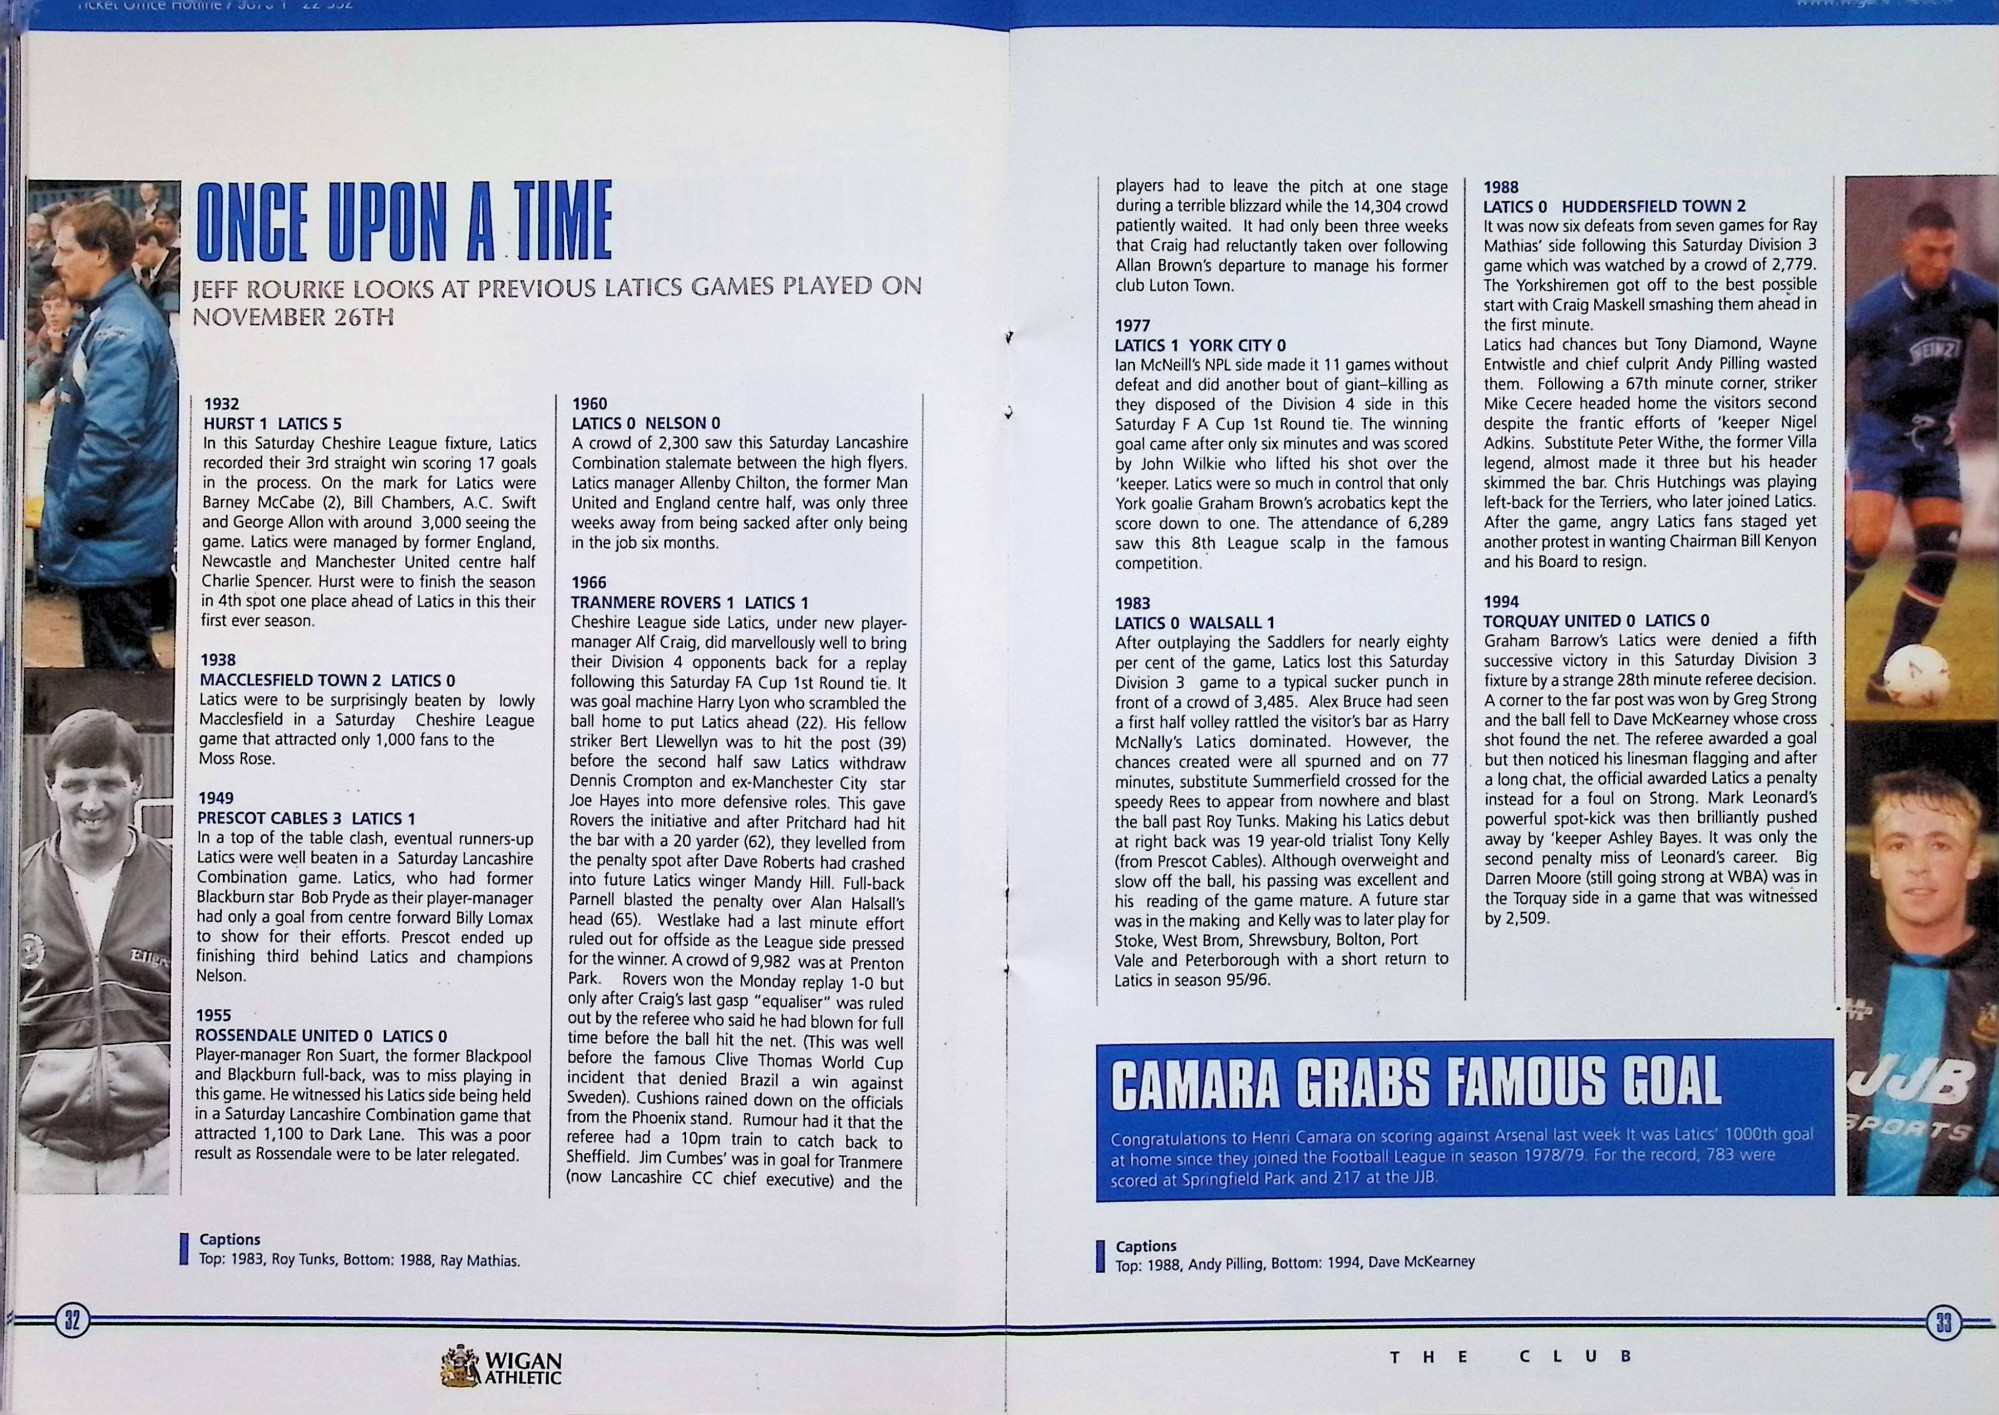 Ticket Office Hotline /
ONCE UPON A TIME
JEFF ROURKE LOOKS AT PREVIOUS LATICS GAMES PLAYED ON
NOVEMBER 26TH
1932
HURST 1 LATICS 5
In this Saturday Cheshire League fixture, Latics
recorded their 3rd straight win scoring 17 goals
in the process. On the mark for Latics were
Barney McCabe (2), Bill Chambers, A.C. Swift
and George Allon with around 3,000 seeing the
game. Latics were managed by former England,
Newcastle and Manchester United centre half
Charlie Spencer. Hurst were to finish the season
in 4th spot one place ahead of Latics in this their
first ever season.
1938
MACCLESFIELD TOWN 2 LATICS 0
Latics were to be surprisingly beaten by lowly
Macclesfield in a Saturday Cheshire League
game that attracted only 1,000 fans to the
Moss Rose.
1949
PRESCOT CABLES 3 LATICS 1
In a top of the table clash, eventual runners-up
Latics were well beaten in a Saturday Lancashire
Combination game. Latics, who had former
Blackburn star Bob Pryde as their player-manager
had only a goal from centre forward Billy Lomax
to show for their efforts. Prescot ended up
finishing third behind Latics and champions
Nelson.
1955
ROSSENDALE UNITED 0 LATICS 0
Player-manager Ron Suart, the former Blackpool
and Blackburn full-back, was to miss playing in
this game. He witnessed his Latics side being held
in a Saturday Lancashire Combination game that
attracted 1,100 to Dark Lane. This was a poor
result as Rossendale were to be later relegated.
1960
LATICS 0 NELSON 0
A crowd of 2,300 saw this Saturday Lancashire
Combination stalemate between the high flyers.
Latics manager Allenby Chilton, the former Man
United and England centre half, was only three
weeks away from being sacked after only being
in the job six months.
1966
TRANMERE ROVERS 1 LATICS 1
Cheshire League side Latics, under new player-
manager Alf Craig, did marvellously well to bring
their Division 4 opponents back for a replay
following this Saturday FA Cup 1st Round tie. It
was goal machine Harry Lyon who scrambled the
ball home to put Latics ahead (22). His fellow
striker Bert Llewellyn was to hit the post (39)
before the second half saw Latics withdraw
Dennis Crompton and ex-Manchester City star
Joe Hayes into more defensive roles. This gave
Rovers the initiative and after Pritchard had hit
the bar with a 20 yarder (62), they levelled from
the penalty spot after Dave Roberts had crashed
into future Latics winger Mandy Hill. Full-back
Parnell blasted the penalty over Alan Halsall's
head (65). Westlake had a last minute effort
ruled out for offside as the League side pressed
for the winner. A crowd of 9,982 was at Prenton
Park. Rovers won the Monday replay 1-0 but
only after Craig's last gasp "equaliser" was ruled
out by the referee who said he had blown for full
time before the ball hit the net. (This was well
before the famous Clive Thomas World Cup
incident that denied Brazil a win against
Sweden). Cushions rained down on the officials
from the Phoenix stand. Rumour had it that the
referee had a 10pm train to catch back to
Sheffield. Jim Cumbes' was in goal for Tranmere
(now Lancashire CC chief executive) and the
Captions
Top: 1983, Roy Tunks, Bottom: 1988, Ray Mathias.
32
WIGAN
ATHLETIC
players had to leave the pitch at one stage
during a terrible blizzard while the 14,304 crowd
patiently waited. It had only been three weeks
that Craig had reluctantly taken over following
Allan Brown's departure to manage his former
club Luton Town.
1977
LATICS 1 YORK CITY 0
Ian McNeill's NPL side made it 11 games without
defeat and did another bout of giant-killing as
they disposed of the Division 4 side in this
Saturday F A Cup 1st Round tie. The winning
goal came after only six minutes and was scored
by John Wilkie who lifted his shot over the
'keeper. Latics were so much in control that only
York goalie Graham Brown's acrobatics kept the
score down to one. The attendance of 6,289
saw this 8th League scalp in the famous
competition.
1983
LATICS 0 WALSALL 1
After outplaying the Saddlers for nearly eighty
per cent of the game, Latics lost this Saturday
Division 3 game to a typical sucker punch in
front of a crowd of 3,485. Alex Bruce had seen
a first half volley rattled the visitor's bar as Harry
McNally's Latics dominated. However, the
chances created were all spurned and on 77
minutes, substitute Summerfield crossed for the
speedy Rees to appear from nowhere and blast
the ball past Roy Tunks. Making his Latics debut
at right back was 19 year-old trialist Tony Kelly
(from Prescot Cables). Although overweight and
slow off the ball, his passing was excellent and
his reading of the game mature. A future star
was in the making and Kelly was to later play for
Stoke, West Brom, Shrewsbury, Bolton, Port
Vale and Peterborough with a short return to
Latics in season 95/96.
1988
LATICS 0 HUDDERSFIELD TOWN 2
It was now six defeats from seven games for Ray
Mathias' side following this Saturday Division 3
game which was watched by a crowd of 2,779.
The Yorkshiremen got off to the best possible
start with Craig Maskell smashing them ahead in
the first minute.
Latics had chances but Tony Diamond, Wayne
Entwistle and chief culprit Andy Pilling wasted
them. Following a 67th minute corner, striker
Mike Cecere headed home the visitors second
despite the frantic efforts of 'keeper Nigel
Adkins. Substitute Peter Withe, the former Villa
legend, almost made it three but his header
skimmed the bar. Chris Hutchings was playing
left-back for the Terriers, who later joined Latics.
After the game, angry Latics fans staged yet
another protest in wanting Chairman Bill Kenyon
and his Board to resign.
1994
TORQUAY UNITED 0 LATICS 0
Graham Barrow's Latics were denied a fifth
successive victory in this Saturday Division 3
fixture by a strange 28th minute referee decision.
A corner to the far post was won by Greg Strong
and the ball fell to Dave McKearney whose cross
shot found the net. The referee awarded a goal
but then noticed his linesman flagging and after
a long chat, the official awarded Latics a penalty
instead for a foul on Strong. Mark Leonard's
powerful spot-kick was then brilliantly pushed
away by 'keeper Ashley Bayes. It was only the
second penalty miss of Leonard's career. Big
Darren Moore (still going strong at WBA) was in
the Torquay side in a game that was witnessed
by 2,509.
HEINZ
JJB
SPORTS
CAMARA GRABS FAMOUS GOAL
Congratulations to Henri Camara on scoring against Arsenal last week It was Latics' 1000th goal
at home since they joined the Football League in season 1978/79. For the record, 783 were
scored at Springfield Park and 217 at the JJB.
Captions
Top: 1988, Andy Pilling, Bottom: 1994, Dave McKearney
33
THE CLUB